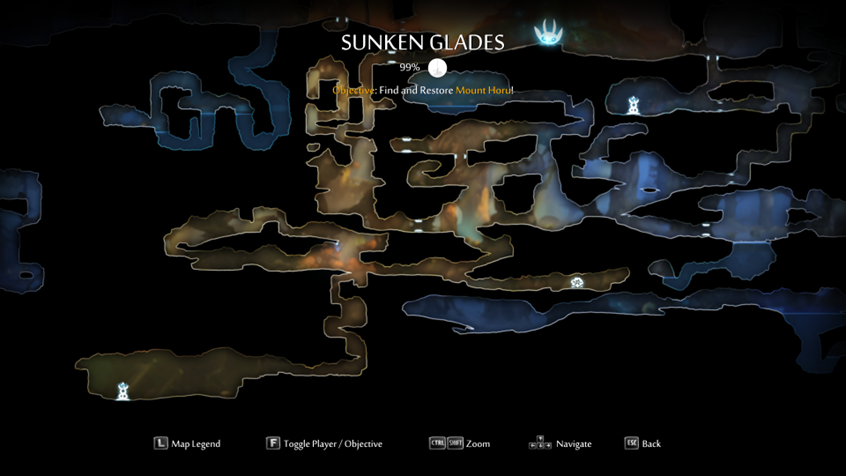 SUNKEN GLADES
99%
Objective: Find and Restore Mount Horu!
L Map Legend F Toggle Player / Objective CTRL SHIFT Zoom Navigate ESC Back